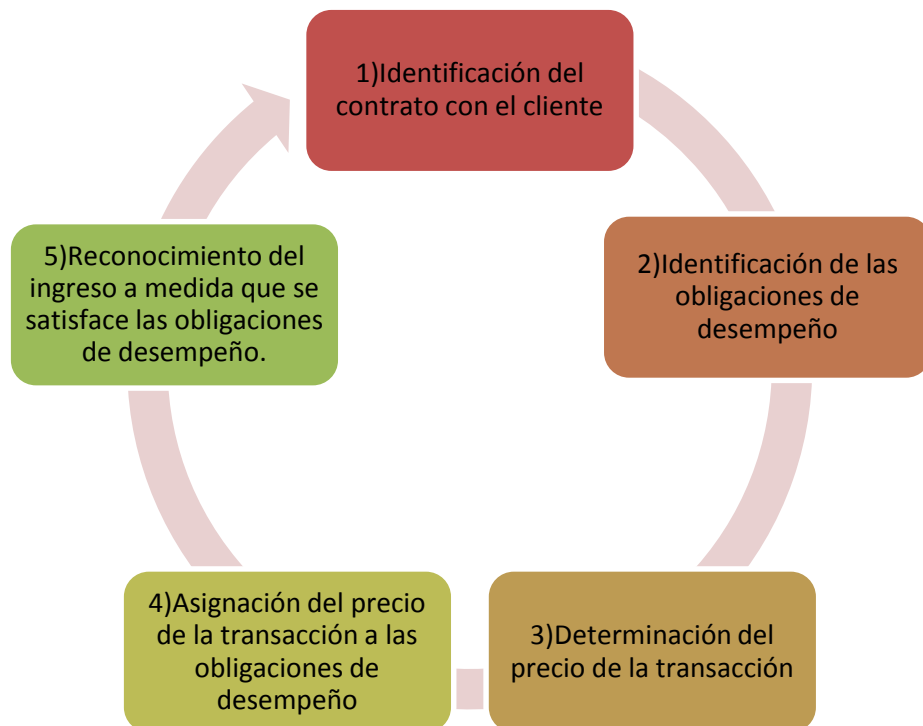 1)Identificación del
contrato con el cliente
2)Identificación de las
obligaciones de
desempeño
3)Determinación del
precio de la transacción
4)Asignación del precio
de la transacción a las
obligaciones de
desempeño
5)Reconocimiento del
ingreso a medida que se
satisface las obligaciones
de desempeño.